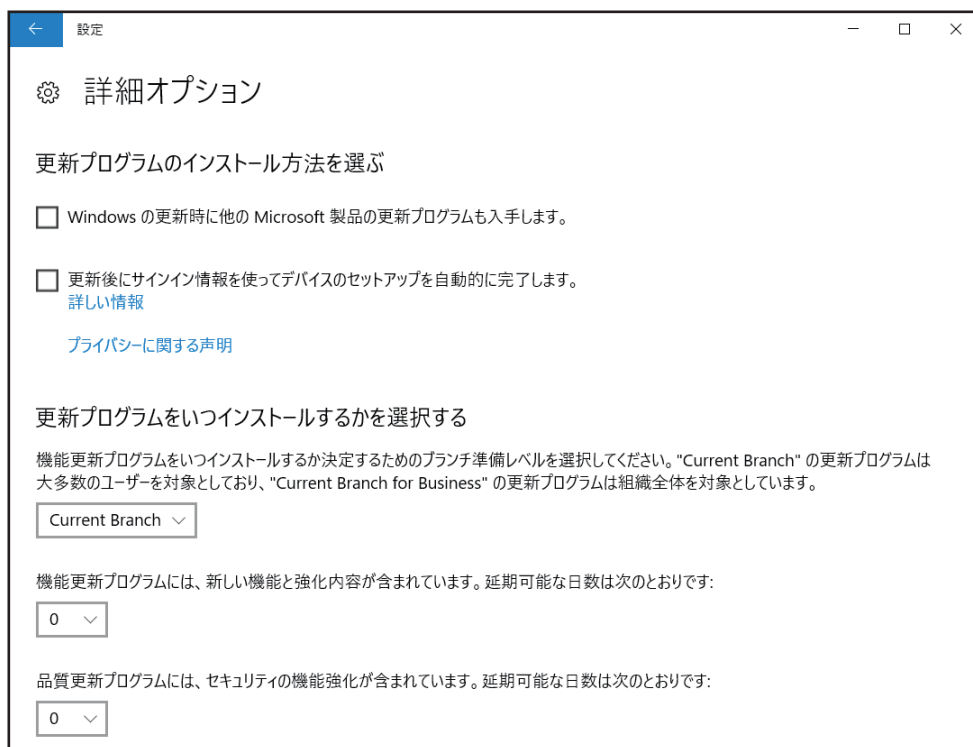 設定
詳細オプション
更新プログラムのインストール方法を選ぶ
Windows の更新時に他の Microsoft 製品の更新プログラムも入手します。
更新後にサインイン情報を使ってデバイスのセットアップを自動的に完了します。
詳しい情報
プライバシーに関する声明
更新プログラムをいつインストールするかを選択する
機能更新プログラムをいつインストールするか決定するためのブランチ準備レベルを選択してください。"Current Branch" の更新プログラムは
大多数のユーザーを対象としており、"Current Branch for Business" の更新プログラムは組織全体を対象としています。
Current Branch
機能更新プログラムには、新しい機能と強化内容が含まれています。延期可能な日数は次のとおりです:
0
品質更新プログラムには、セキュリティの機能強化が含まれています。延期可能な日数は次のとおりです:
0